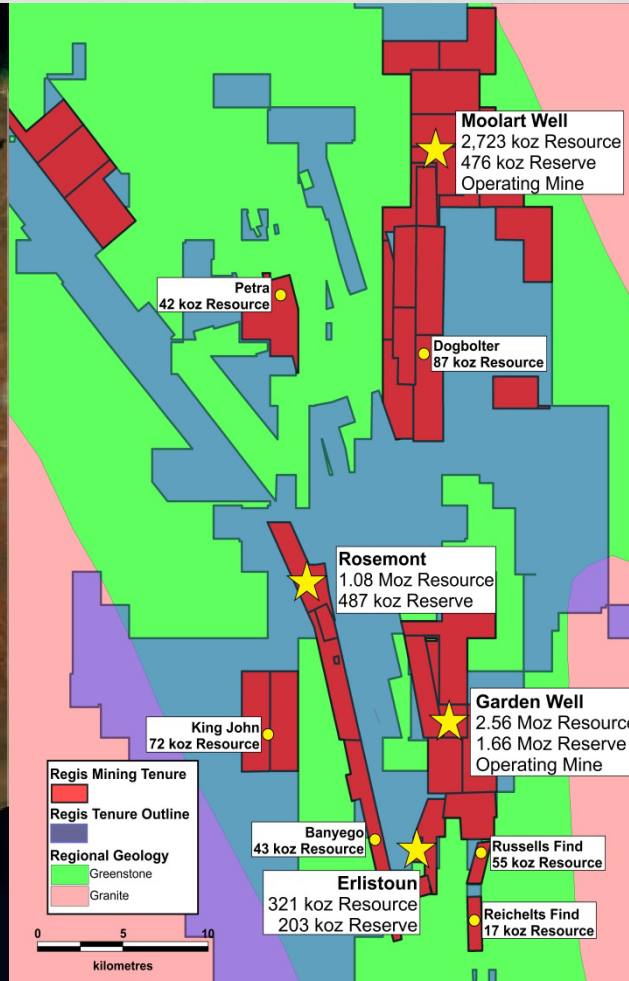 Moolart Well
2,723 koz Resource
476 koz Reserve
Operating Mine
Petra
42 koz Resource
Dogbolter
87 koz Resource
Rosemont
1.08 Moz Resource
487 koz Reserve
Garden Well
2.56 Moz Resourc
1.66 Moz Reserve
Operating Mine
King John
72 koz Resource
Banyego
43 koz Resource
Erlistoun
321 koz Resource
203 koz Reserve
Russells Find
55 koz Resource
Reichelts Find
17 koz Resource
Regis Mining Tenure
Regis Tenure Outline
Regional Geology
Greenstone
Granite
0 5 10
kilometres